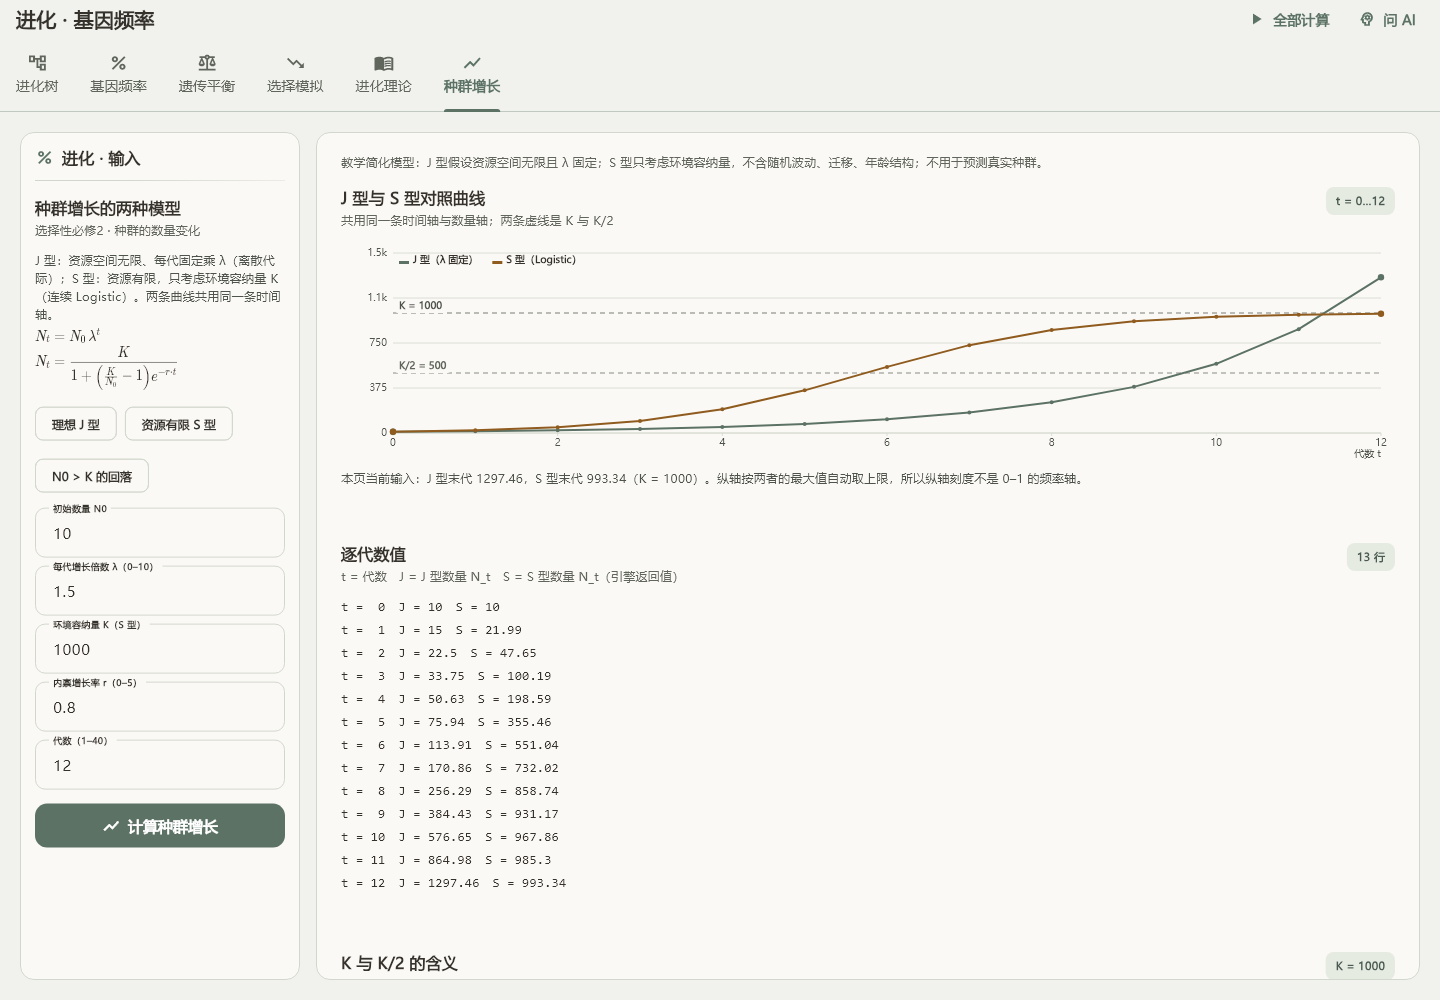 进化 · 基因频率
全部计算
问 AI
进化树
基因频率
遗传平衡
选择模拟
进化理论
种群增长
进化 · 输入
种群增长的两种模型
选择性必修2 · 种群的数量变化
J 型：资源空间无限、每代固定乘 λ（离散代
际）；S 型：资源有限，只考虑环境容纳量 K
（连续 Logistic）。两条曲线共用同一条时间
轴。
N_t = N_0 λ^t
N_t = K / (1 + (K/N_0 − 1) e^{−r·t})
理想 J 型
资源有限 S 型
N0 > K 的回落
初始数量 N0
10
每代增长倍数 λ（0–10）
1.5
环境容纳量 K（S 型）
1000
内禀增长率 r（0–5）
0.8
代数（1–40）
12
计算种群增长
教学简化模型：J 型假设资源空间无限且 λ 固定；S 型只考虑环境容纳量，不含随机波动、迁移、年龄结构；不用于预测真实种群。
J 型与 S 型对照曲线
t = 0…12
共用同一条时间轴与数量轴；两条虚线是 K 与 K/2
1.5k
J 型（λ 固定）
S 型（Logistic）
1.1k
K = 1000
750
K/2 = 500
375
0
0
2
4
6
8
10
12
代数 t
本页当前输入：J 型末代 1297.46，S 型末代 993.34（K = 1000）。纵轴按两者的最大值自动取上限，所以纵轴刻度不是 0–1 的频率轴。
逐代数值
13 行
t = 代数 J = J 型数量 N_t S = S 型数量 N_t（引擎返回值）
t = 0 J = 10 S = 10
t = 1 J = 15 S = 21.99
t = 2 J = 22.5 S = 47.65
t = 3 J = 33.75 S = 100.19
t = 4 J = 50.63 S = 198.59
t = 5 J = 75.94 S = 355.46
t = 6 J = 113.91 S = 551.04
t = 7 J = 170.86 S = 732.02
t = 8 J = 256.29 S = 858.74
t = 9 J = 384.43 S = 931.17
t = 10 J = 576.65 S = 967.86
t = 11 J = 864.98 S = 985.3
t = 12 J = 1297.46 S = 993.34
K 与 K/2 的含义
K = 1000